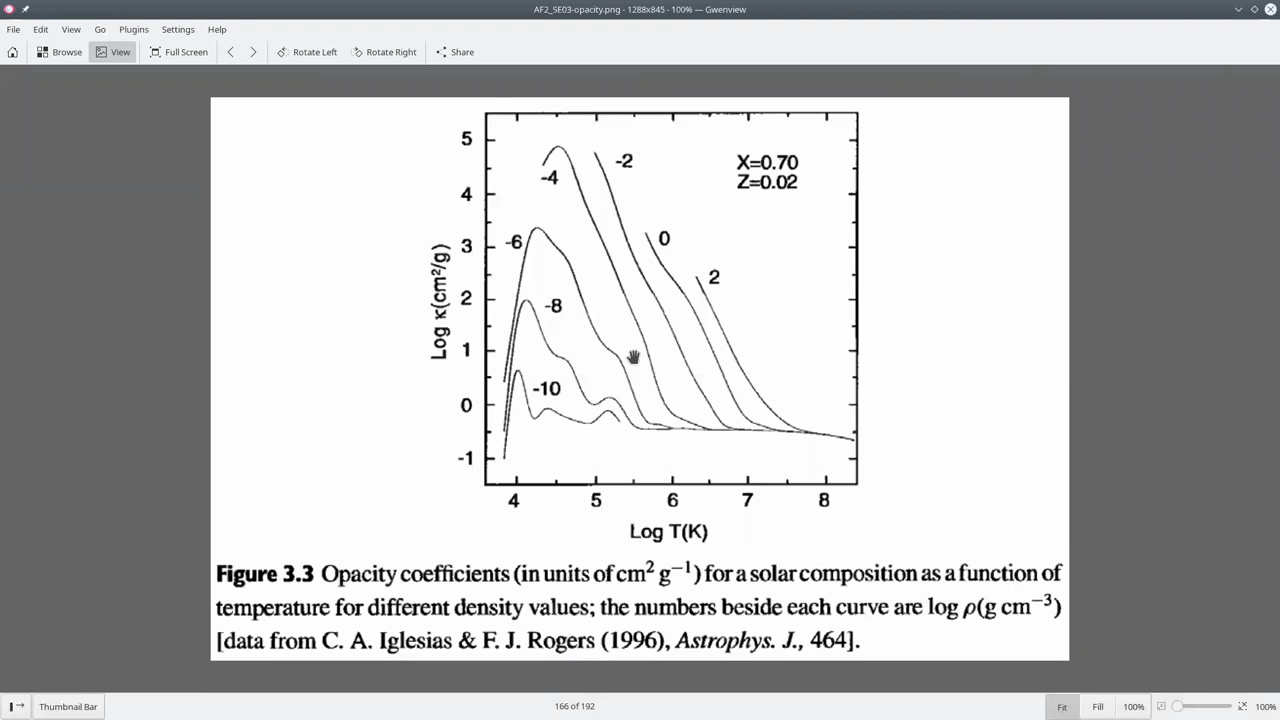 AF2_SE03-opacity.png - 1288x845 - 100% — Gwenview
File Edit View Go Plugins Settings Help
Browse View Full Screen Rotate Left Rotate Right Share
5
4
3
2
1
0
-1
Log κ(cm²/g)
-2
-4
X=0.70
Z=0.02
-6
0
2
-8
-10
4 5 6 7 8
Log T(K)
Figure 3.3 Opacity coefficients (in units of cm² g⁻¹) for a solar composition as a function of
temperature for different density values; the numbers beside each curve are log ρ(g cm⁻³)
[data from C. A. Iglesias & F. J. Rogers (1996), Astrophys. J., 464].
Thumbnail Bar 166 of 192 Fit Fill 100% 100%